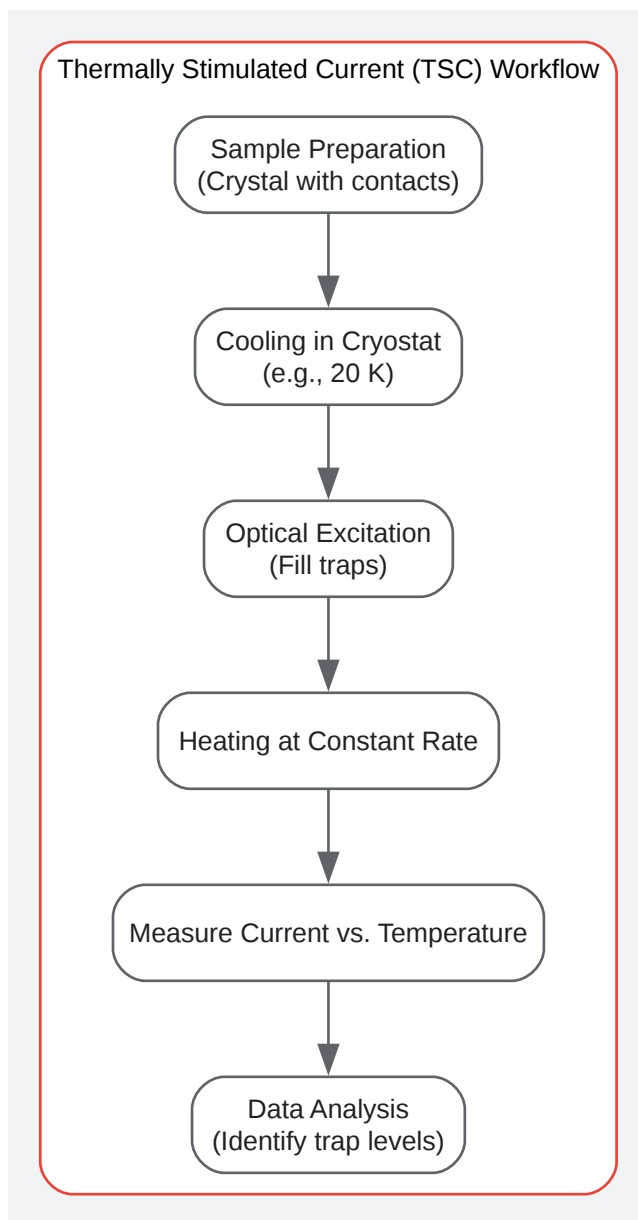 Thermally Stimulated Current (TSC) Workflow
Sample Preparation
(Crystal with contacts)
Cooling in Cryostat
(e.g., 20 K)
Optical Excitation
(Fill traps)
Heating at Constant Rate
Measure Current vs. Temperature
Data Analysis
(Identify trap levels)